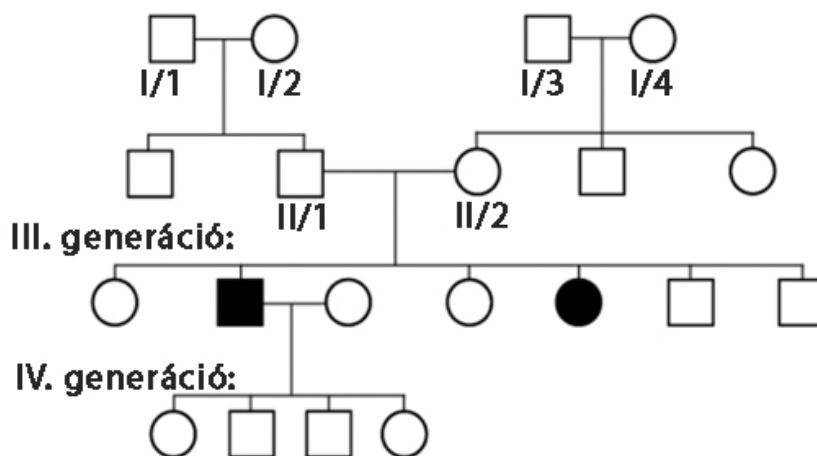 I/1 I/2 I/3 I/4
II/1 II/2
III. generáció:
IV. generáció: